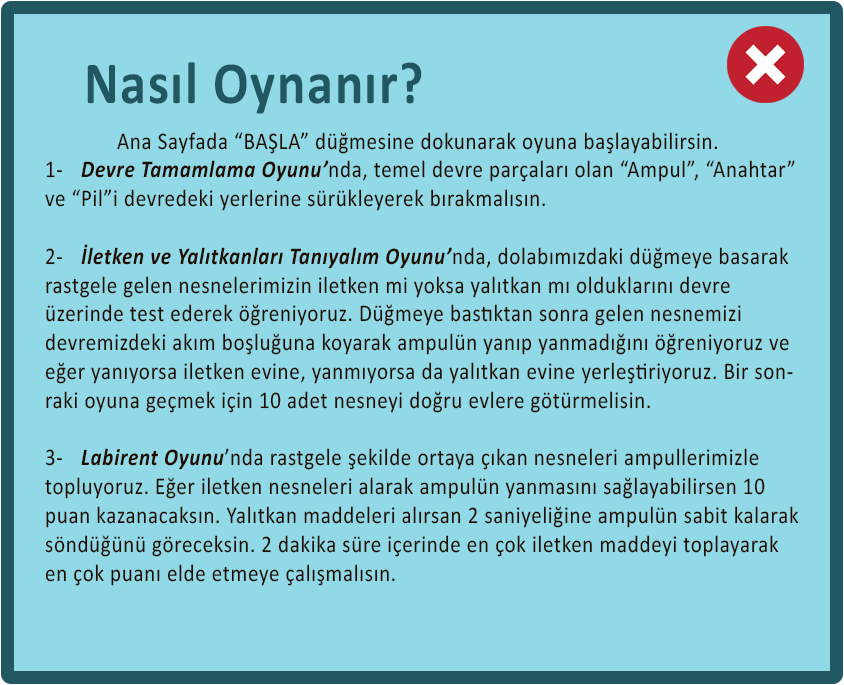 Nasıl Oynanır?
Ana Sayfada “BAŞLA” düğmesine dokunarak oyuna başlayabilirsin.
1- Devre Tamamlama Oyunu’nda, temel devre parçaları olan “Ampul”, “Anahtar”
ve “Pil”i devredeki yerlerine sürükleyerek bırakmalısın.
2- İletken ve Yalıtkanları Tanıyalım Oyunu’nda, dolabımızdaki düğmeye basarak
rastgele gelen nesnelerimizin iletken mi yoksa yalıtkan mı olduklarını devre
üzerinde test ederek öğreniyoruz. Düğmeye bastıktan sonra gelen nesnemizi
devremizdeki akım boşluğuna koyarak ampulün yanıp yanmadığını öğreniyoruz ve
eğer yanıyorsa iletken evine, yanmıyorsa da yalıtkan evine yerleştiriyoruz. Bir son-
raki oyuna geçmek için 10 adet nesneyi doğru evlere götürmelisin.
3- Labirent Oyunu’nda rastgele şekilde ortaya çıkan nesneleri ampullerimizle
topluyoruz. Eğer iletken nesneleri alarak ampulün yanmasını sağlayabilirsen 10
puan kazanacaksın. Yalıtkan maddeleri alırsan 2 saniyeliğine ampulün sabit kalarak
söndüğünü göreceksin. 2 dakika süre içerinde en çok iletken maddeyi toplayarak
en çok puanı elde etmeye çalışmalısın.